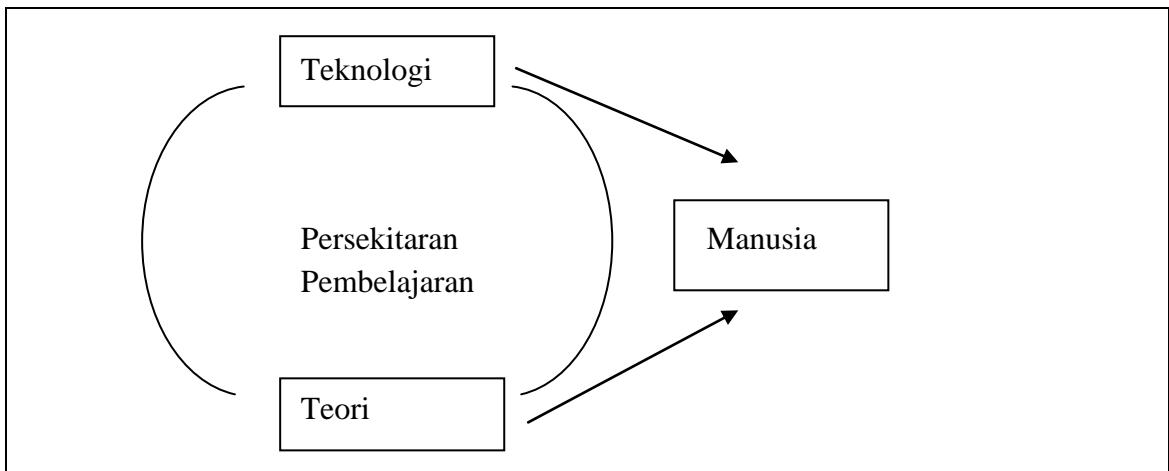 Teknologi
Persekitaran
Pembelajaran
Manusia
Teori